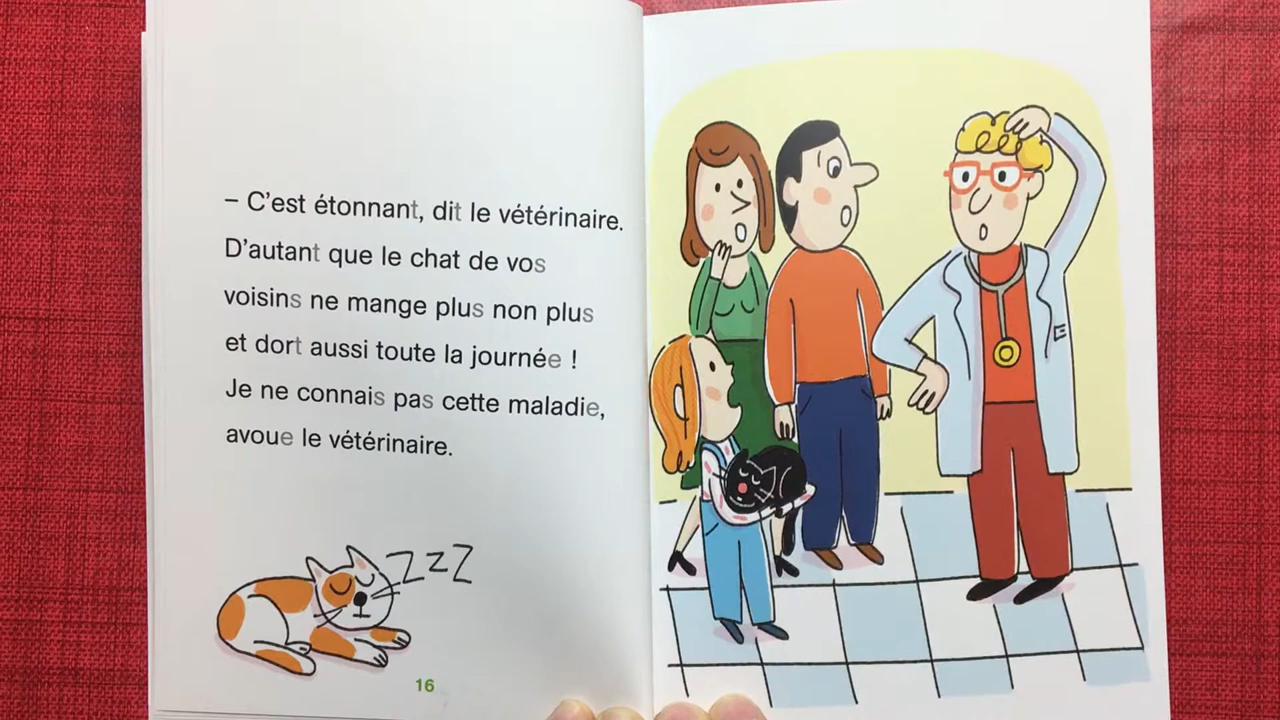 – C'est étonnant, dit le vétérinaire.
D'autant que le chat de vos
voisins ne mange plus non plus
et dort aussi toute la journée !
Je ne connais pas cette maladie,
avoue le vétérinaire.
ZZZ
16